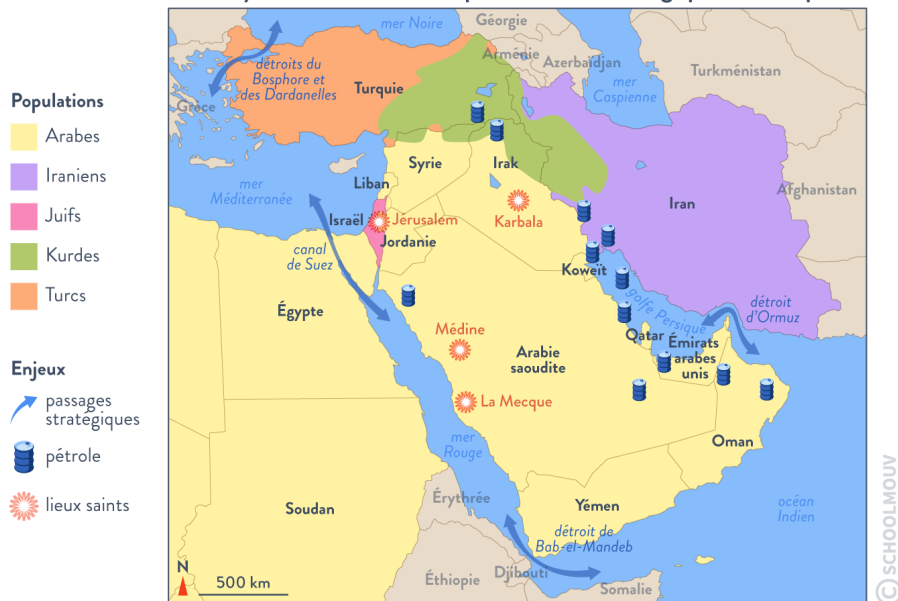 Populations
Arabes
Iraniens
Juifs
Kurdes
Turcs
Enjeux
passages
stratégiques
pétrole
lieux saints
mer Noire
Géorgie
Arménie
Azerbaïdjan
mer
Caspienne
Turkménistan
détroits du
Bosphore et
des Dardanelles
Turquie
Grèce
Syrie
Irak
Iran
Afghanistan
mer
Méditerranée
Liban
Israël
Jérusalem
Karbala
Jordanie
canal
de Suez
Koweït
golfe Persique
détroit
d'Ormuz
Égypte
Médine
Arabie
saoudite
Qatar
Émirats
arabes
unis
La Mecque
mer
Rouge
Oman
Érythrée
Soudan
Yémen
océan
Indien
détroit de
Bab-el-Mandeb
Éthiopie
Djibouti
Somalie
N
500 km
© SCHOOLMOUV